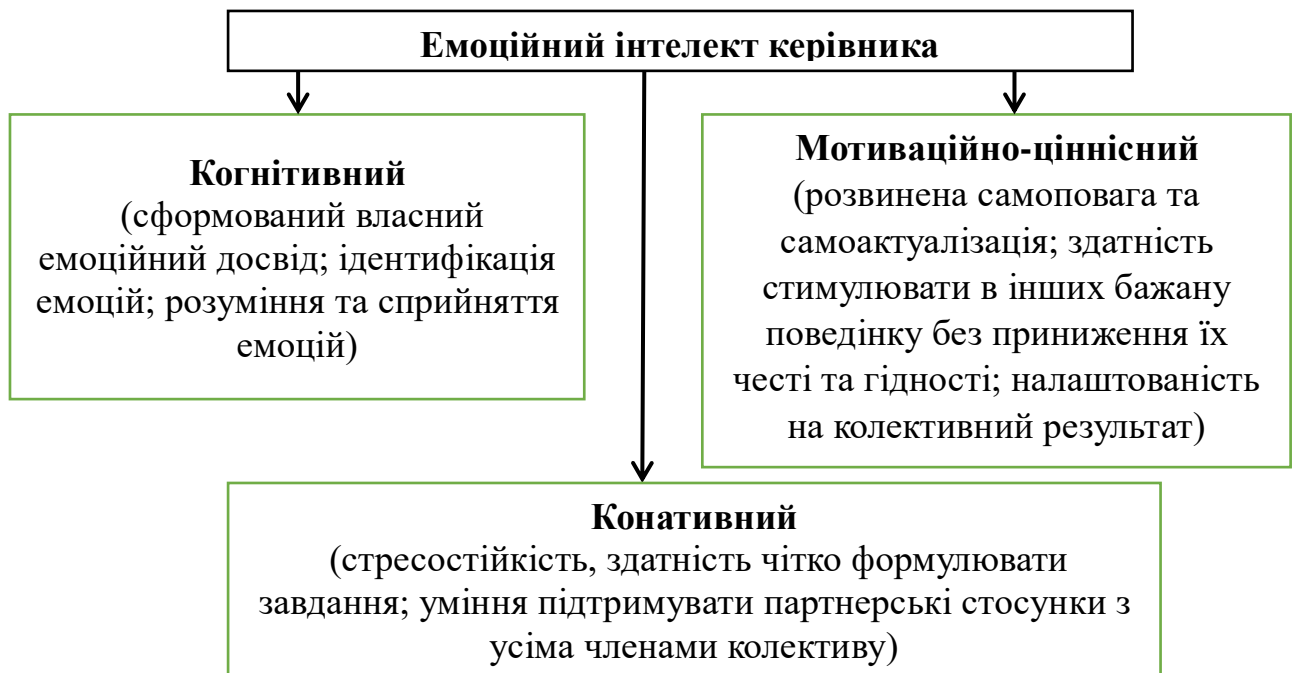 Емоційний інтелект керівника
Когнітивний
(сформований власний
емоційний досвід; ідентифікація
емоцій; розуміння та сприйняття
емоцій)
Мотиваційно-ціннісний
(розвинена самоповага та
самоактуалізація; здатність
стимулювати в інших бажану
поведінку без приниження їх
честі та гідності; налаштованість
на колективний результат)
Конативний
(стресостійкість, здатність чітко формулювати
завдання; уміння підтримувати партнерські стосунки з
усіма членами колективу)